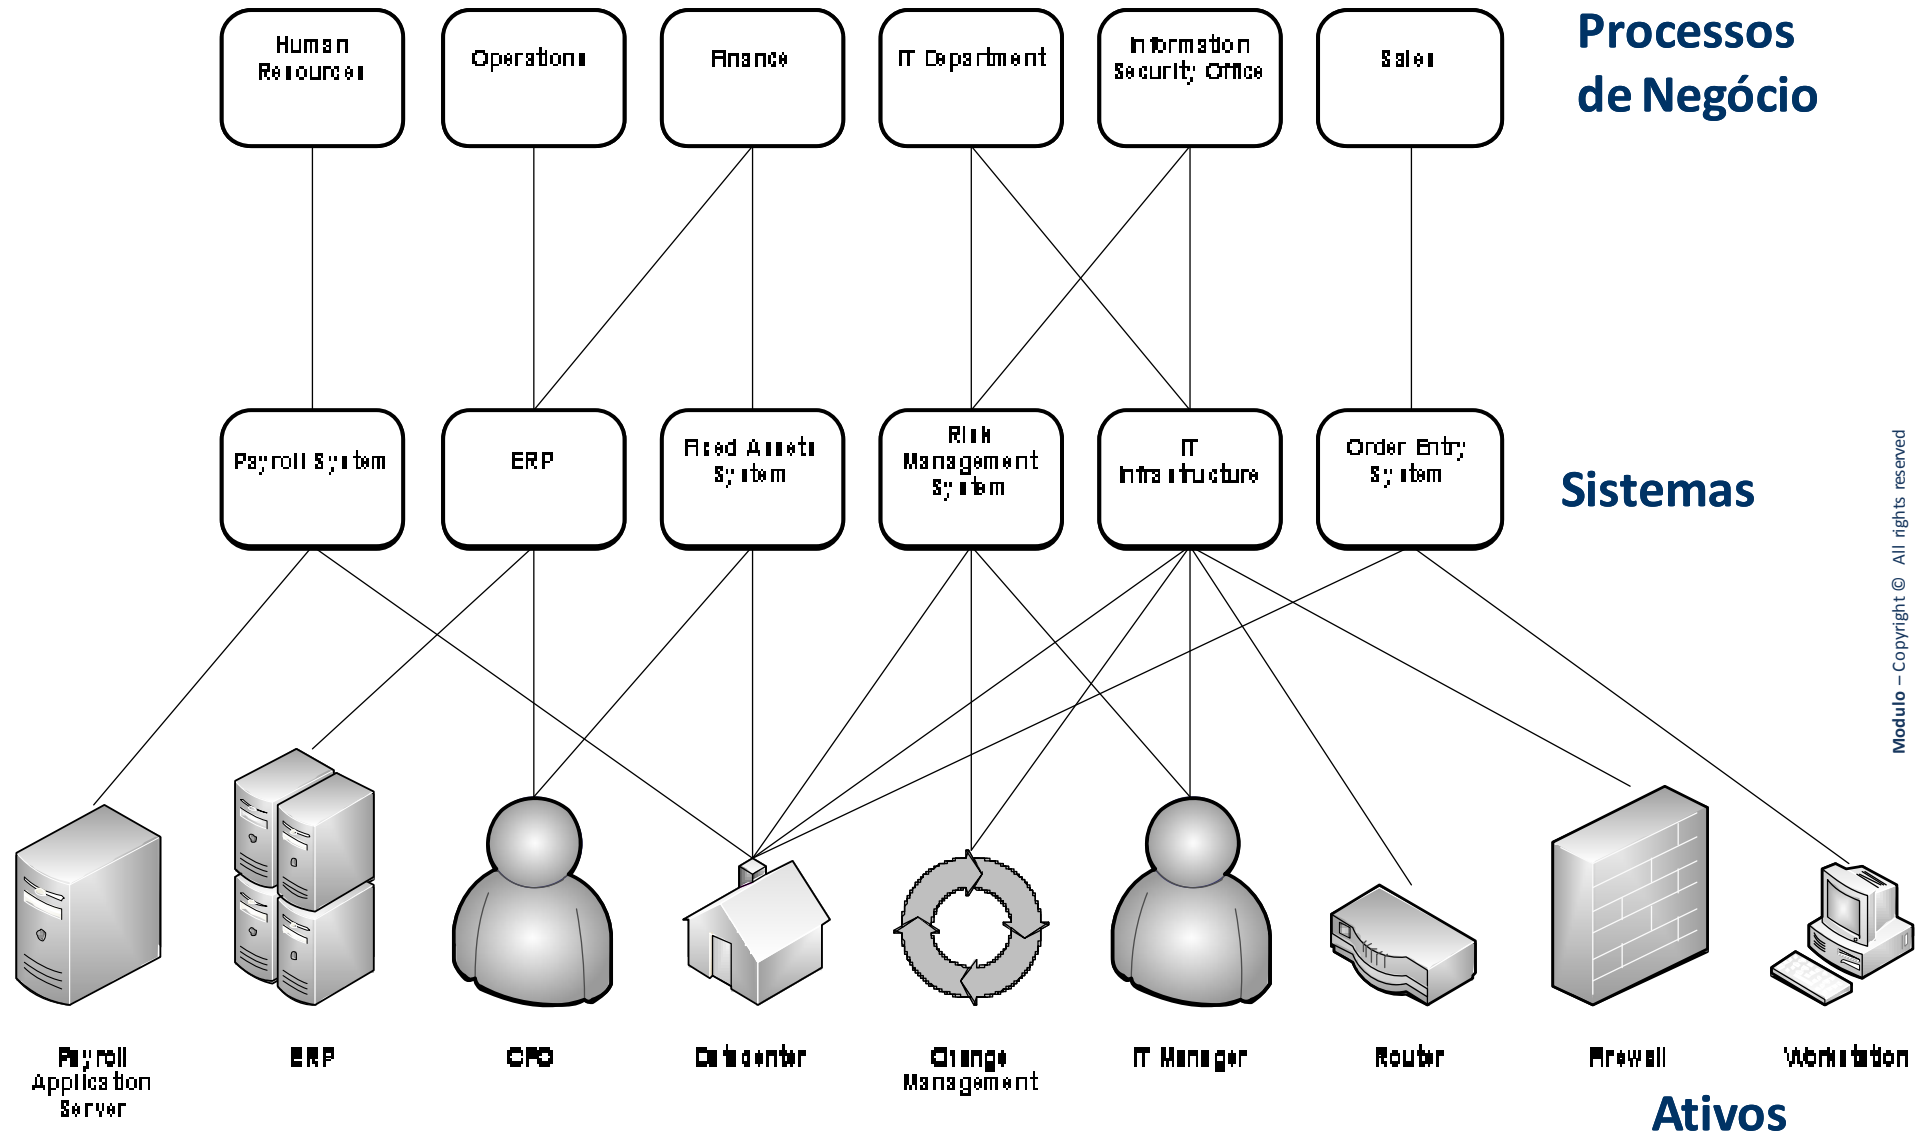 Processos
de Negócio
Human
Resources
Operations
Finance
IT Department
Information
Security Office
Sales
Payroll System
ERP
Fixed Assets
System
Risk
Management
System
IT
Infrastructure
Order Entry
System
Sistemas
Modulo – Copyright © All rights reserved
Payroll
Application
Server
ERP
CFO
Datacenter
Change
Management
IT Manager
Router
Firewall
Workstation
Ativos